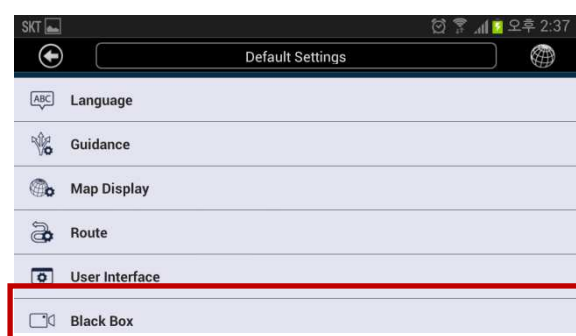 SKT 오후 2:37
Default Settings
ABC Language
Guidance
Map Display
Route
User Interface
Black Box